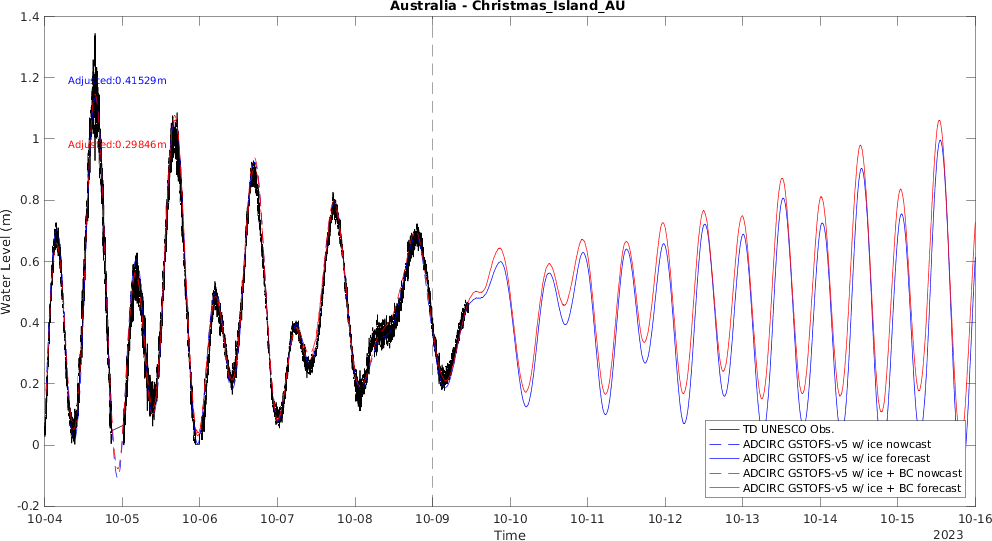 Australia - Christmas_Island_AU
1.4
1.2
1
0.8
0.6
0.4
0.2
0
-0.2
Water Level (m)
Adjusted:0.41529m
Adjusted:0.29846m
TD UNESCO Obs.
ADCIRC GSTOFS-v5 w/ ice nowcast
ADCIRC GSTOFS-v5 w/ ice forecast
ADCIRC GSTOFS-v5 w/ ice + BC nowcast
ADCIRC GSTOFS-v5 w/ ice + BC forecast
10-04 10-05 10-06 10-07 10-08 10-09 10-10 10-11 10-12 10-13 10-14 10-15 10-16
Time
2023